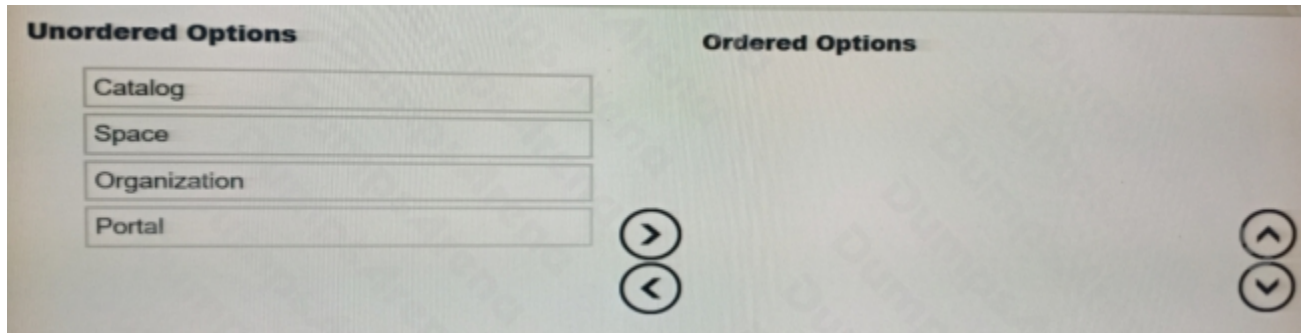 Unordered Options
Ordered Options
Catalog
Space
Organization
Portal